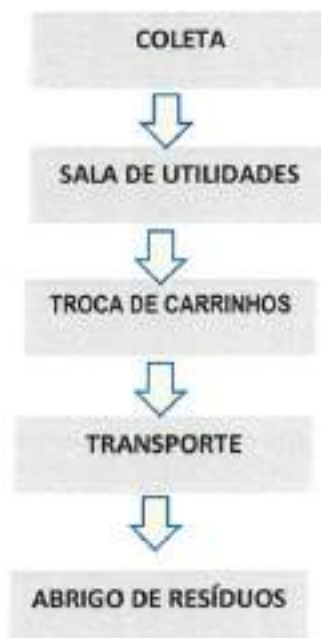 COLETA
SALA DE UTILIDADES
TROCA DE CARRINHOS
TRANSPORTE
ABRIGO DE RESÍDUOS